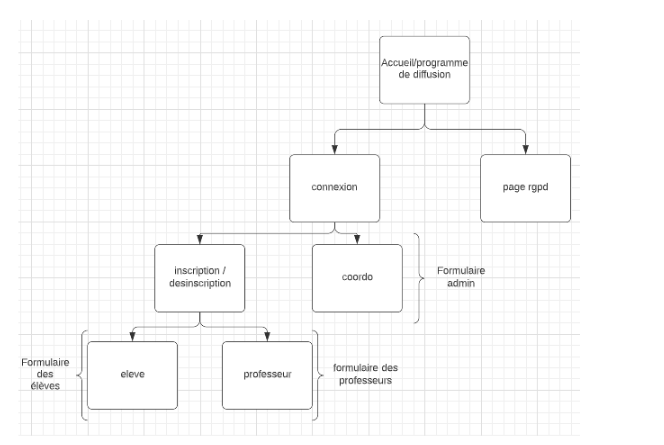 Accueil/programme
de diffusion
connexion
page rgpd
inscription /
desinscription
coordo
Formulaire
admin
Formulaire
des
élèves
eleve
professeur
formulaire des
professeurs